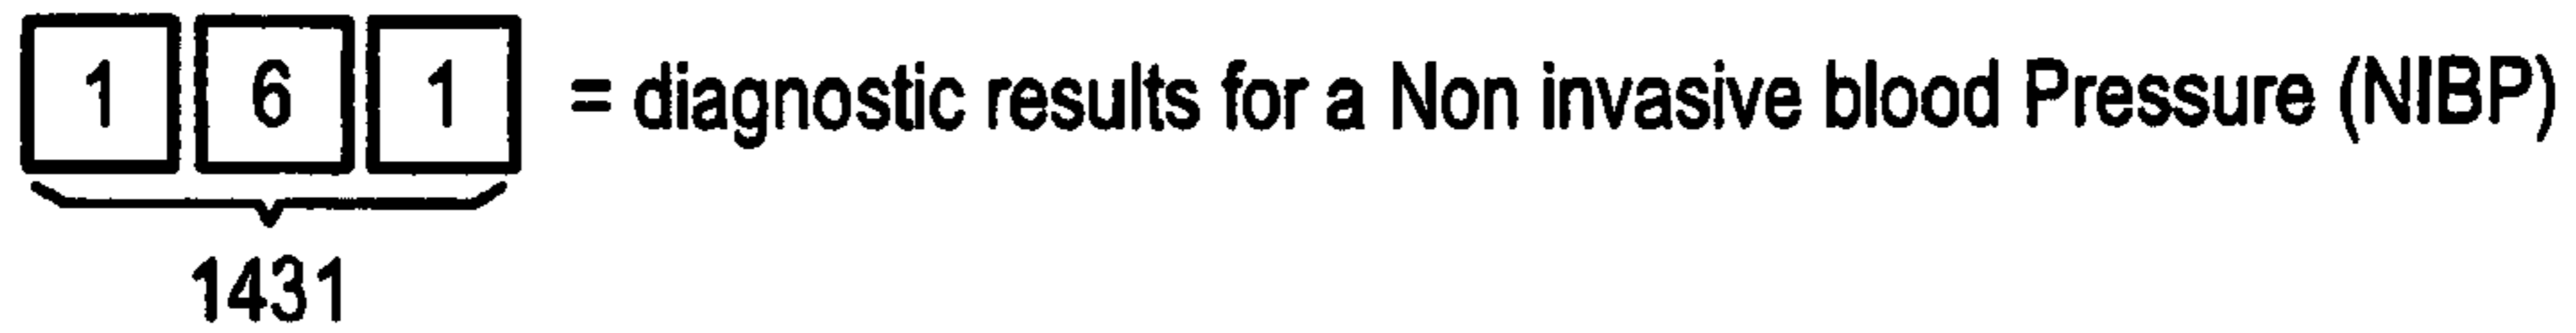 1 6 1 = diagnostic results for a Non invasive blood Pressure (NIBP)
1431